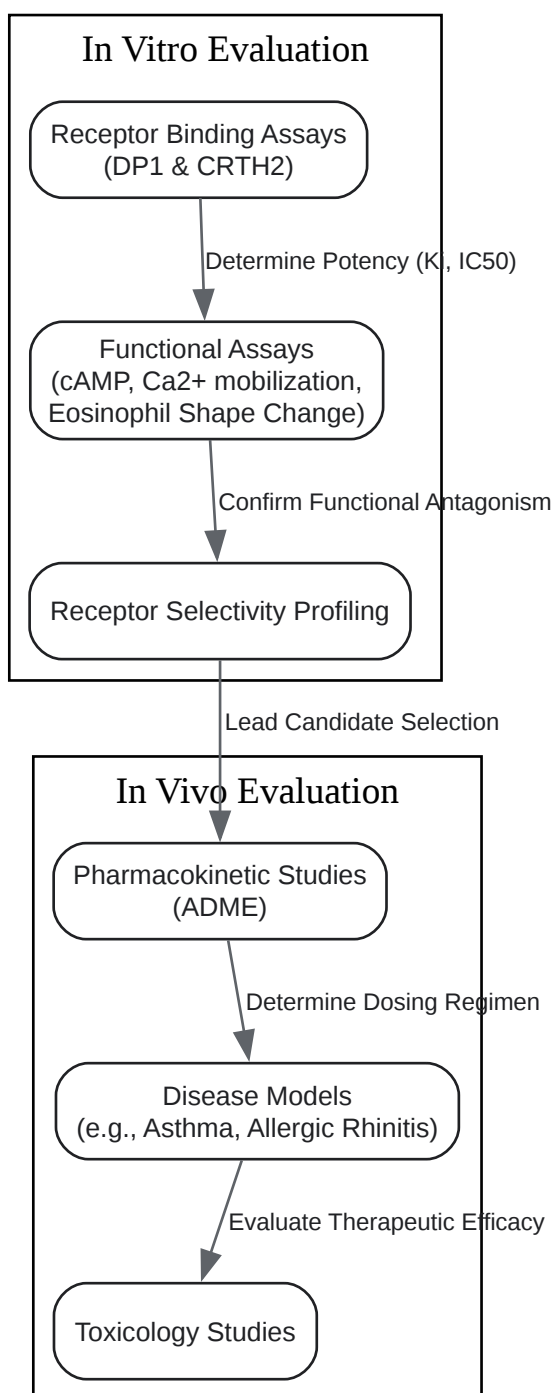 In Vitro Evaluation
Receptor Binding Assays
(DP1 & CRTH2)
Determine Potency (Ki, IC50)
Functional Assays
(cAMP, Ca2+ mobilization,
Eosinophil Shape Change)
Confirm Functional Antagonism
Receptor Selectivity Profiling
Lead Candidate Selection
In Vivo Evaluation
Pharmacokinetic Studies
(ADME)
Determine Dosing Regimen
Disease Models
(e.g., Asthma, Allergic Rhinitis)
Evaluate Therapeutic Efficacy
Toxicology Studies